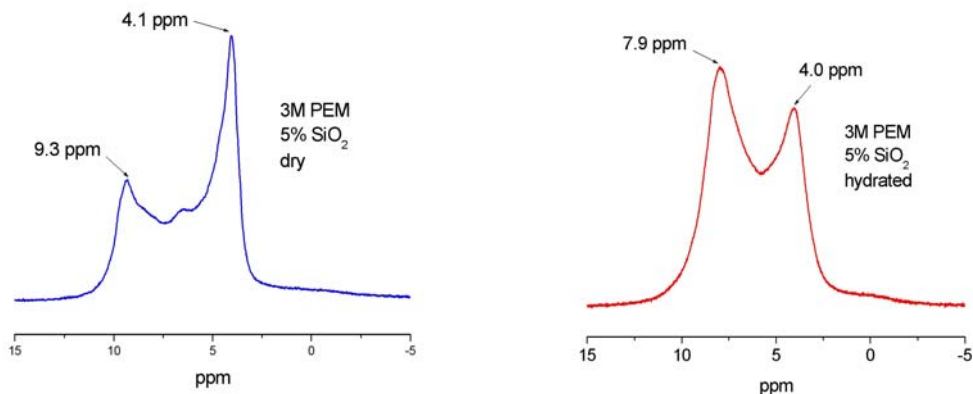 4.1 ppm
9.3 ppm
3M PEM
5% SiO₂
dry
15 10 5 0 -5
ppm
7.9 ppm
4.0 ppm
3M PEM
5% SiO₂
hydrated
15 10 5 0 -5
ppm